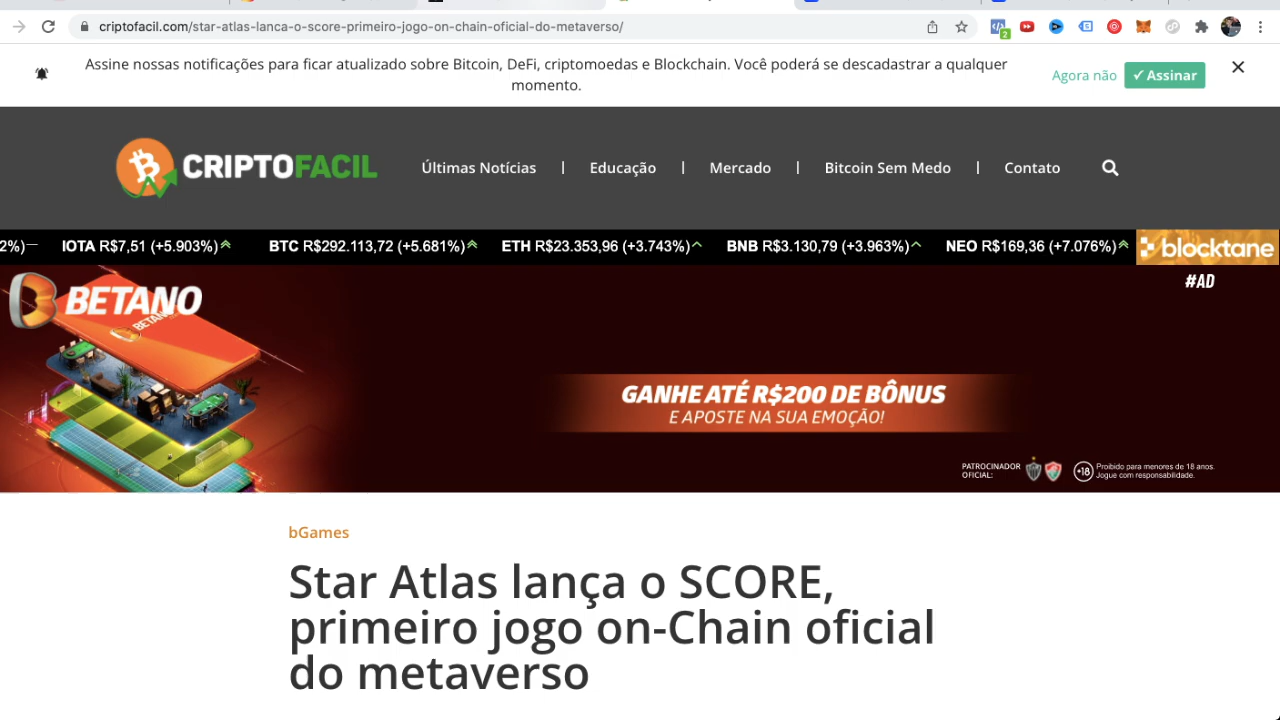 criptofacil.com/star-atlas-lanca-o-score-primeiro-jogo-on-chain-oficial-do-metaverso/
2
Assine nossas notificações para ficar atualizado sobre Bitcoin, DeFi, criptomoedas e Blockchain. Você poderá se descadastrar a qualquer
momento.
Agora não
✓ Assinar
CRIPTOFACIL
Últimas Notícias | Educação | Mercado | Bitcoin Sem Medo | Contato
2%)— IOTA R$7,51 (+5.903%) BTC R$292.113,72 (+5.681%) ETH R$23.353,96 (+3.743%) BNB R$3.130,79 (+3.963%) NEO R$169,36 (+7.076%) blocktane
#AD
BETANO
BETANO
GANHE ATÉ R$200 DE BÔNUS
E APOSTE NA SUA EMOÇÃO!
PATROCINADOR
OFICIAL:
+18
Proibido para menores de 18 anos.
Jogue com responsabilidade.
bGames
Star Atlas lança o SCORE,
primeiro jogo on-Chain oficial
do metaverso